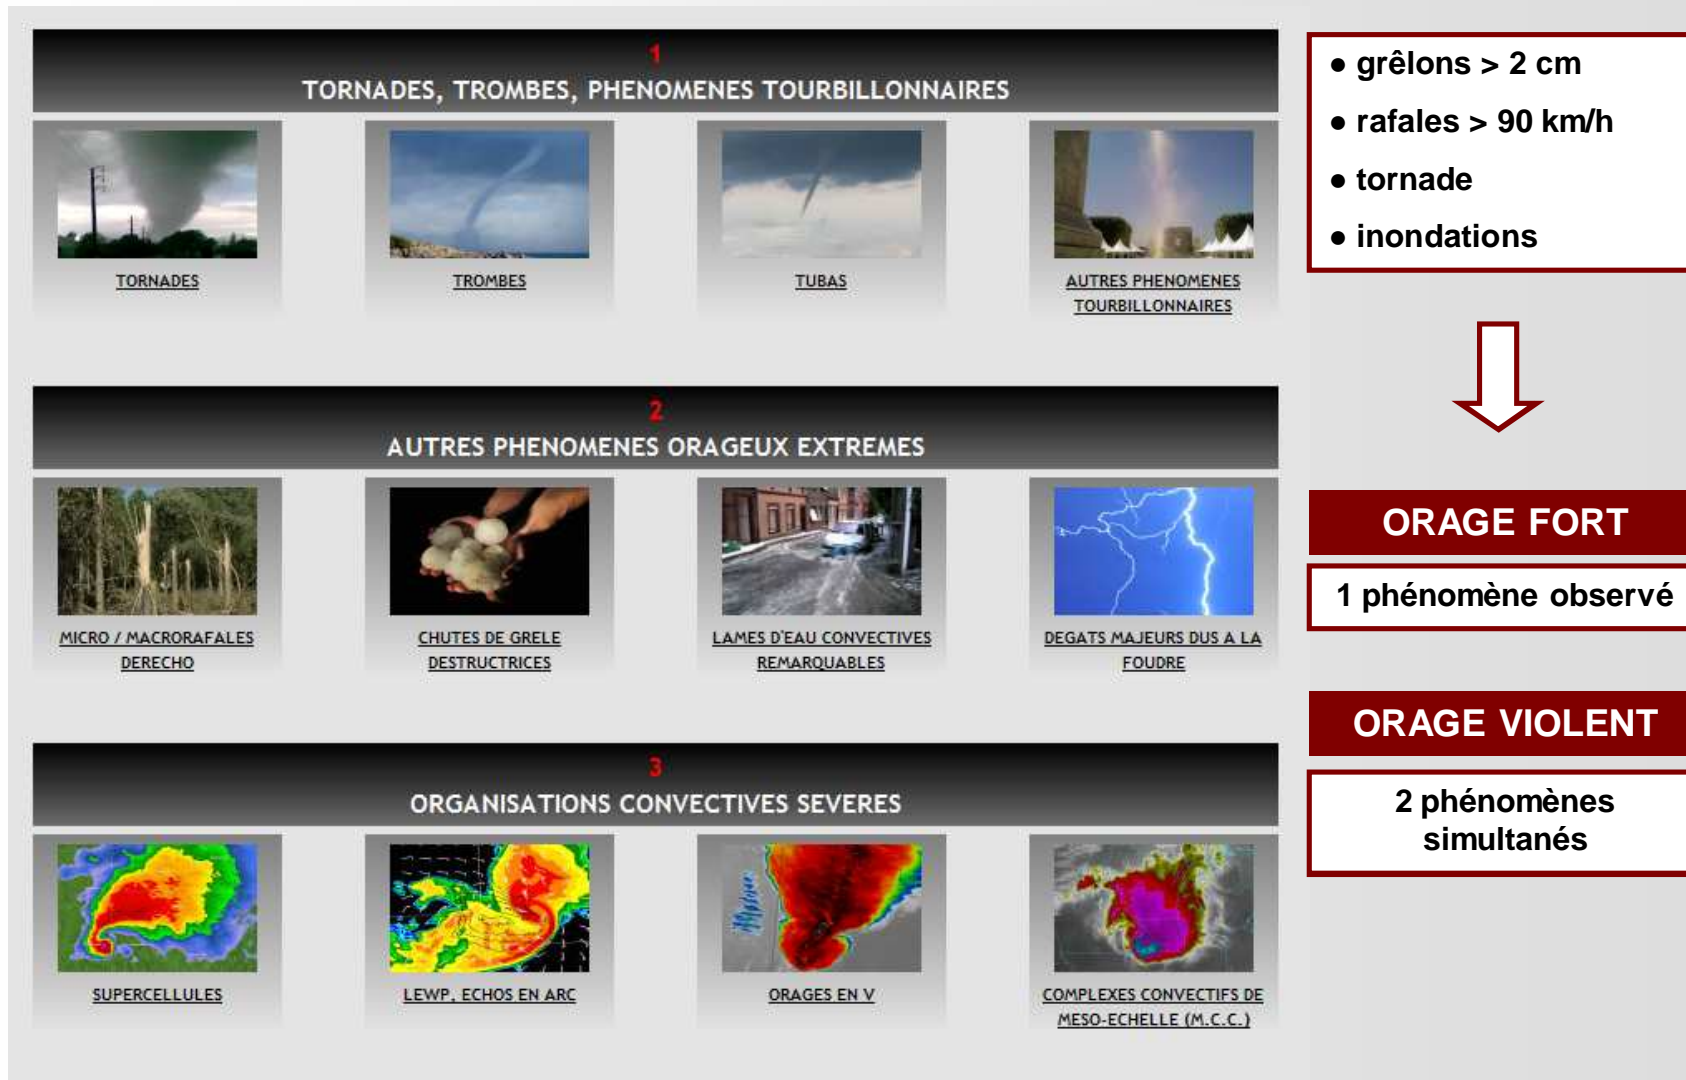 1
TORNADES, TROMBES, PHENOMENES TOURBILLONNAIRES
TORNADES
TROMBES
TUBAS
AUTRES PHENOMENES
TOURBILLONNAIRES
2
AUTRES PHENOMENES ORAGEUX EXTREMES
MICRO / MACRORAFALES
DERECHO
CHUTES DE GRELE
DESTRUCTRICES
LAMES D'EAU CONVECTIVES
REMARQUABLES
DEGATS MAJEURS DUS A LA
FOUDRE
3
ORGANISATIONS CONVECTIVES SEVERES
SUPERCELLULES
LEWP, ECHOS EN ARC
ORAGES EN V
COMPLEXES CONVECTIFS DE
MESO-ECHELLE (M.C.C.)
● grêlons > 2 cm
● rafales > 90 km/h
● tornade
● inondations
ORAGE FORT
1 phénomène observé
ORAGE VIOLENT
2 phénomènes
simultanés